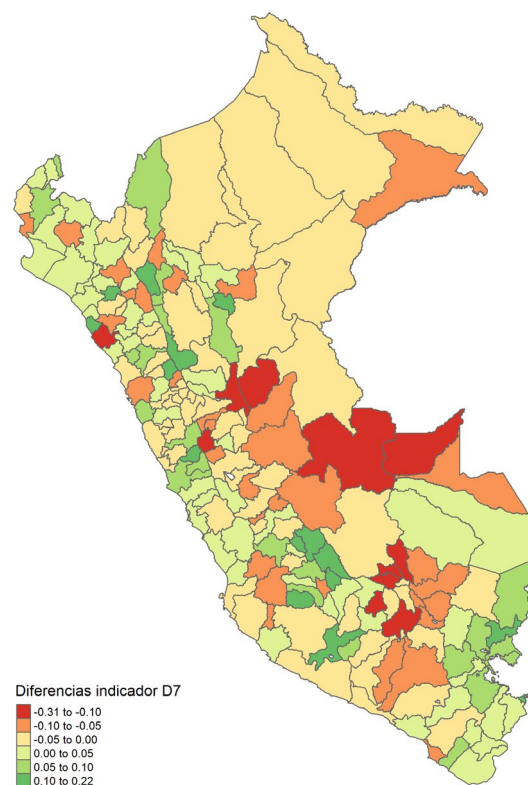 Diferencias indicador D7
-0.31 to -0.10
-0.10 to -0.05
-0.05 to 0.00
0.00 to 0.05
0.05 to 0.10
0.10 to 0.22